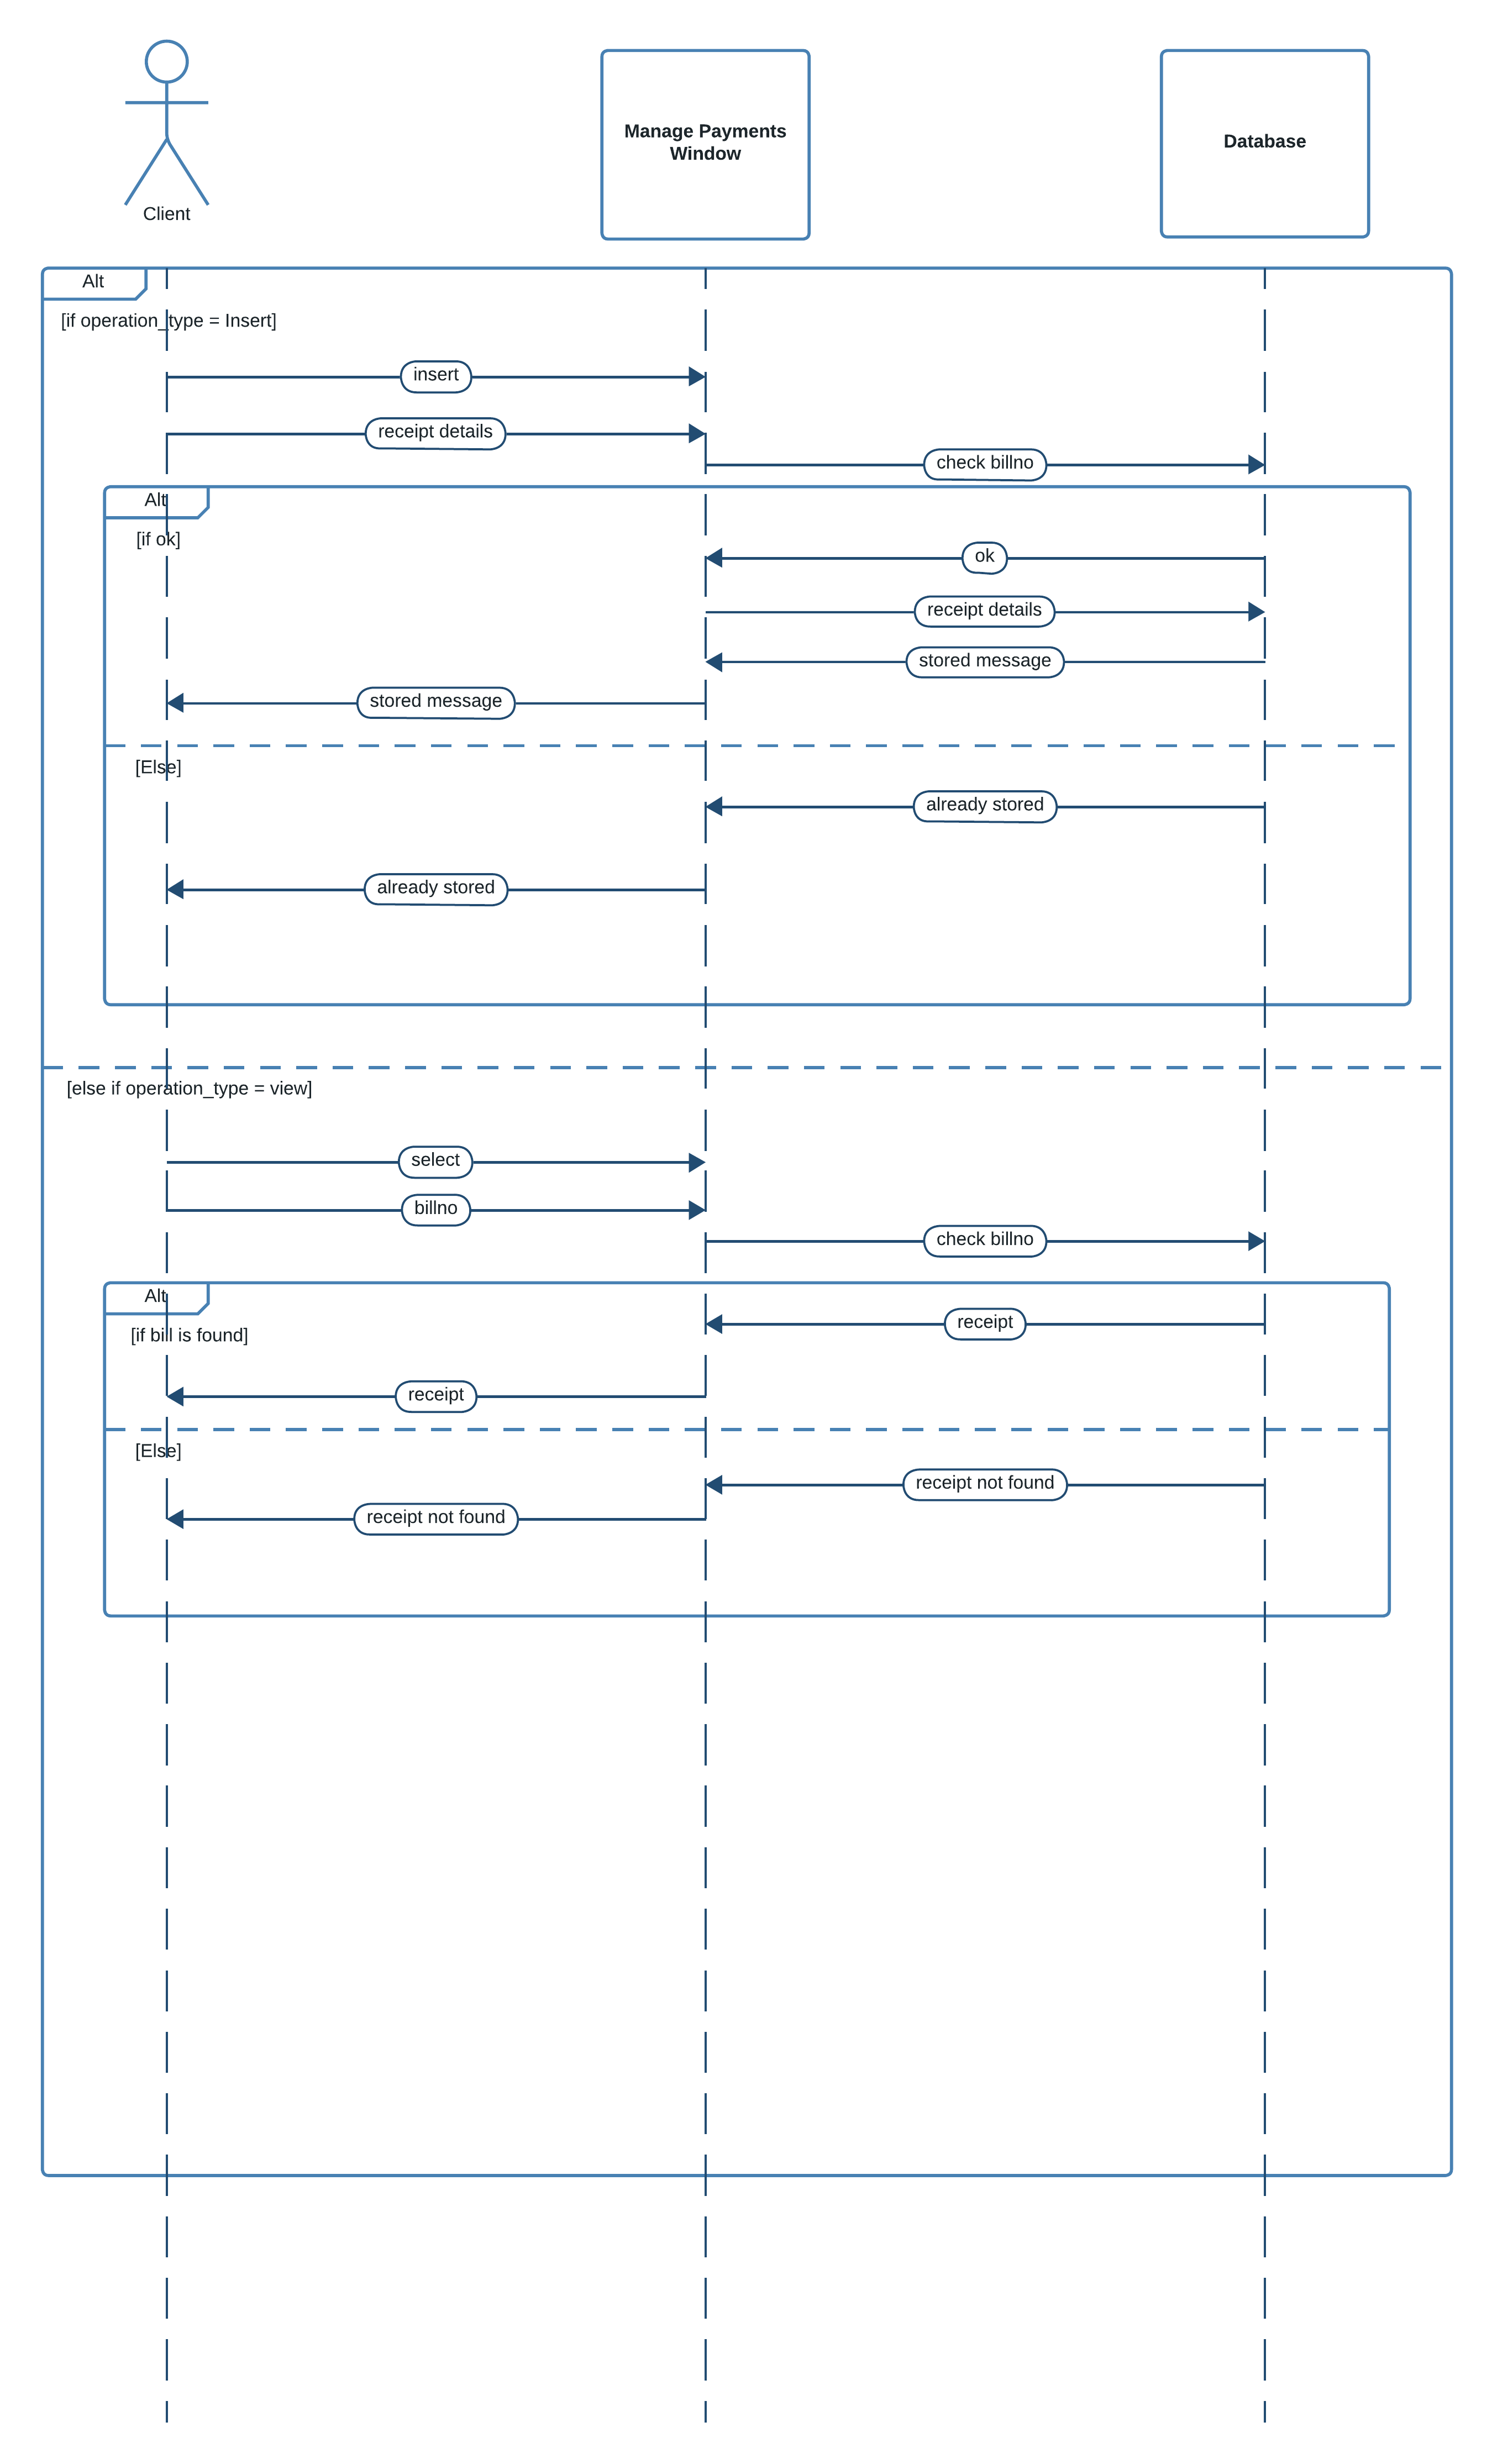 Manage Payments
Window
Database
Client
Alt
[if operation_type = Insert]
insert
receipt details
check billno
Alt
[if ok]
ok
receipt details
stored message
stored message
[Else]
already stored
already stored
[else if operation_type = view]
select
billno
check billno
Alt
receipt
[if bill is found]
receipt
[Else]
receipt not found
receipt not found